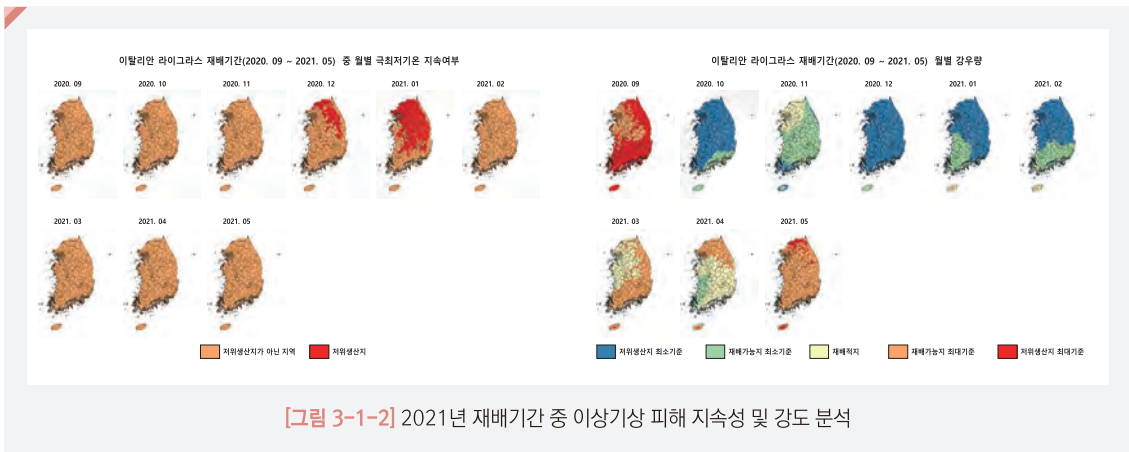 이탈리안 라이그라스 재배기간(2020. 09 ~ 2021. 05) 중 월별 극최저기온 지속여부
2020. 09
2020. 10
2020. 11
2020. 12
2021. 01
2021. 02
2021. 03
2021. 04
2021. 05
저위생산지가 아닌 지역
저위생산지
이탈리안 라이그라스 재배기간(2020. 09 ~ 2021. 05) 월별 강우량
2020. 09
2020. 10
2020. 11
2020. 12
2021. 01
2021. 02
2021. 03
2021. 04
2021. 05
저위생산지 최소기준
재배가능지 최소기준
재배적지
재배가능지 최대기준
저위생산지 최대기준
[그림 3-1-2] 2021년 재배기간 중 이상기상 피해 지속성 및 강도 분석